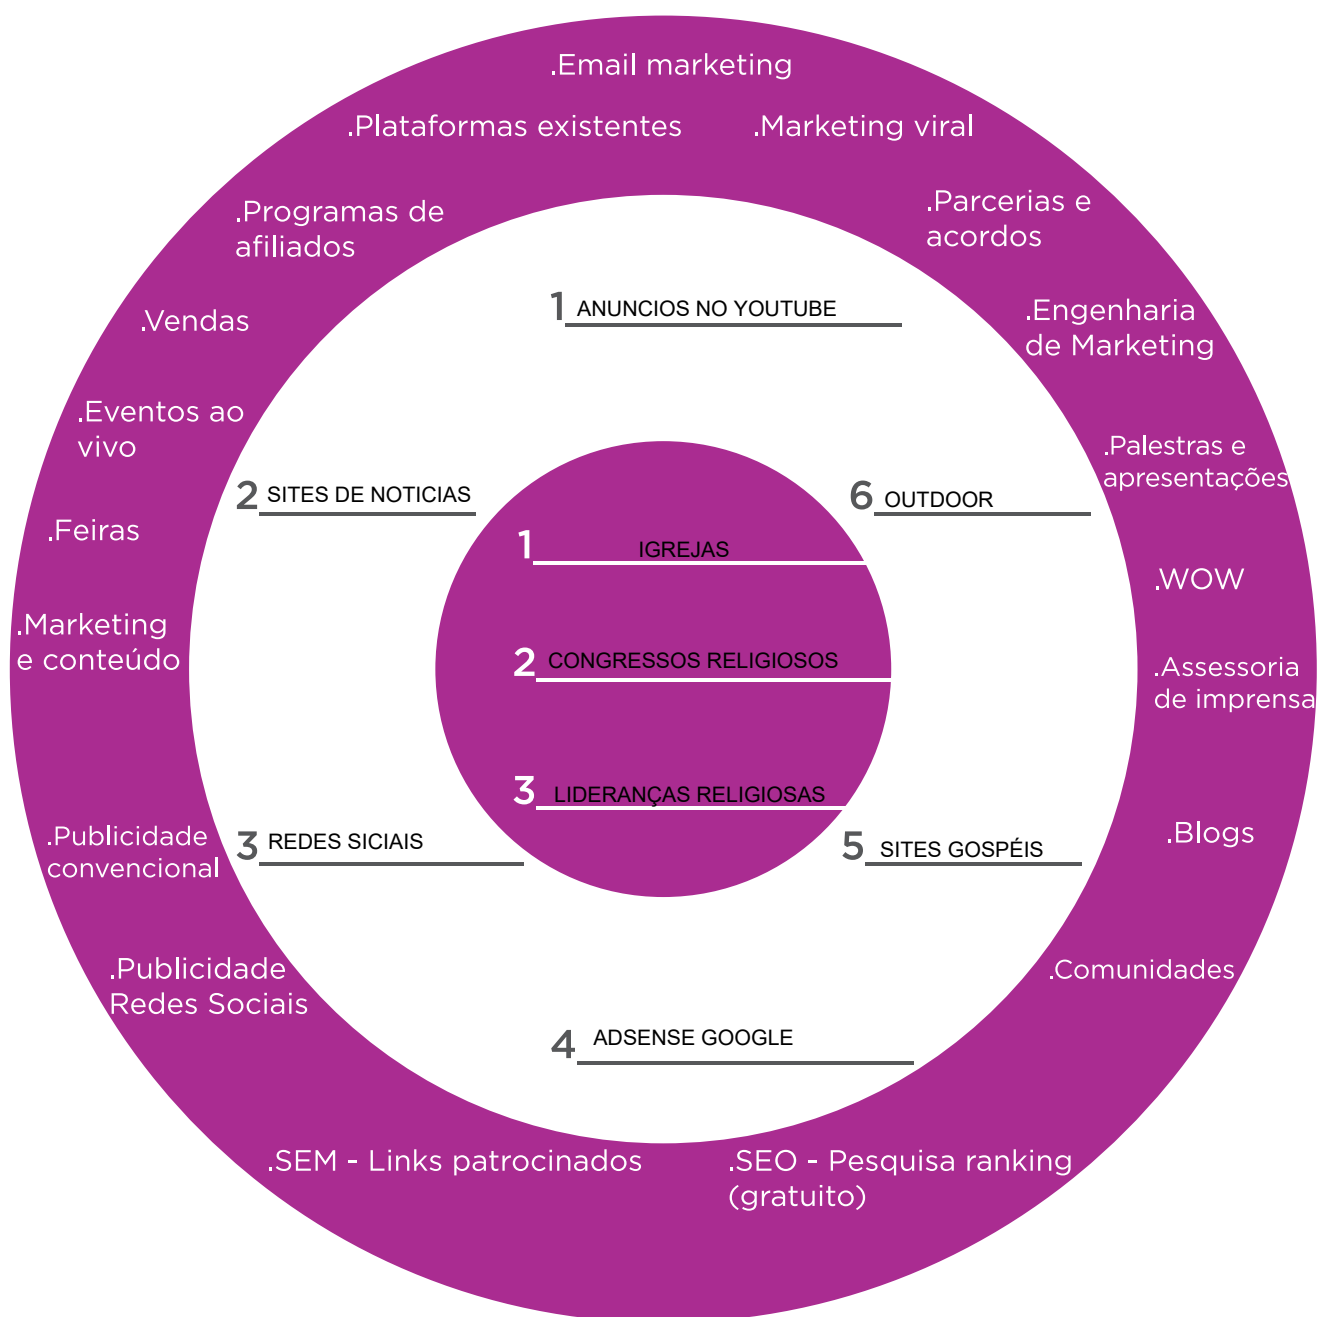 .Email marketing
.Plataformas existentes
.Marketing viral
.Programas de
afiliados
.Parcerias e
acordos
.Vendas
.Engenharia
de Marketing
.Eventos ao
vivo
.Palestras e
apresentações
.Feiras
.WOW
.Marketing
e conteúdo
.Assessoria
de imprensa
.Publicidade
convencional
.Blogs
.Publicidade
Redes Sociais
.Comunidades
.SEM - Links patrocinados
.SEO - Pesquisa ranking
(gratuito)
1 ANUNCIOS NO YOUTUBE
2 SITES DE NOTICIAS
3 REDES SICIAIS
4 ADSENSE GOOGLE
5 SITES GOSPÉIS
6 OUTDOOR
1 IGREJAS
2 CONGRESSOS RELIGIOSOS
3 LIDERANÇAS RELIGIOSAS